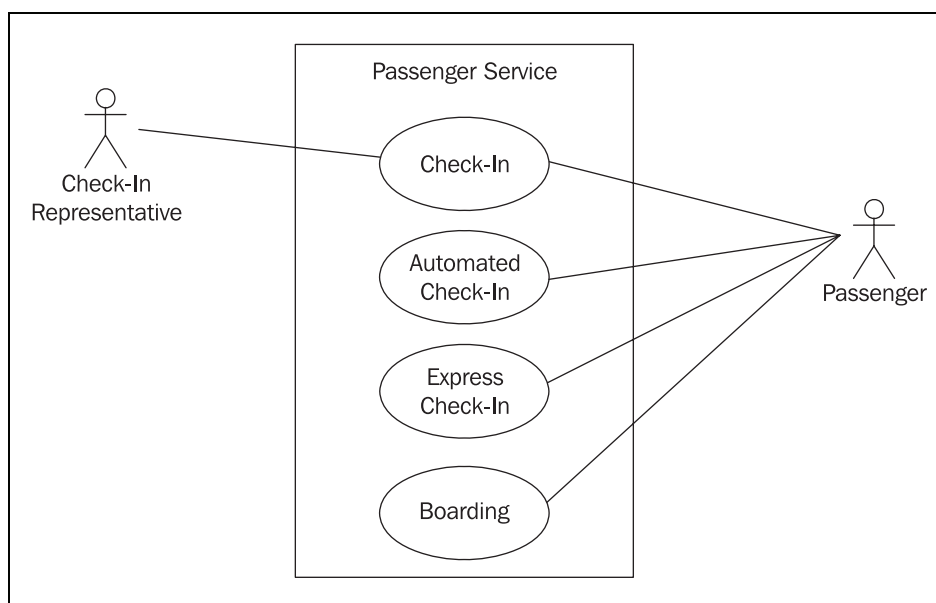 Passenger Service
Check-In
Representative
Check-In
Automated
Check-In
Express
Check-In
Boarding
Passenger